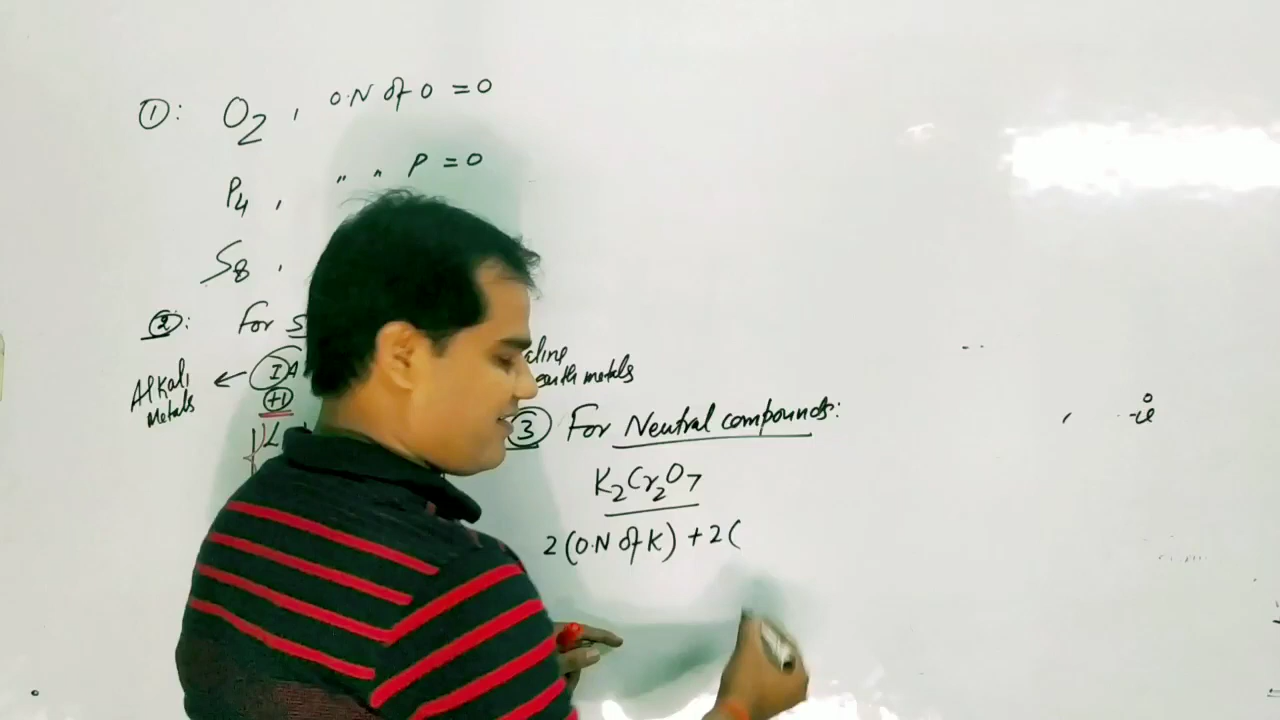 ①: O2, O.N of O = 0
P4, " " P = 0
S8,
②: For S
Alkali Metals ← IA
+1
earth metals
③ For Neutral compounds:
K2Cr2O7
2(O.N of K) + 2(